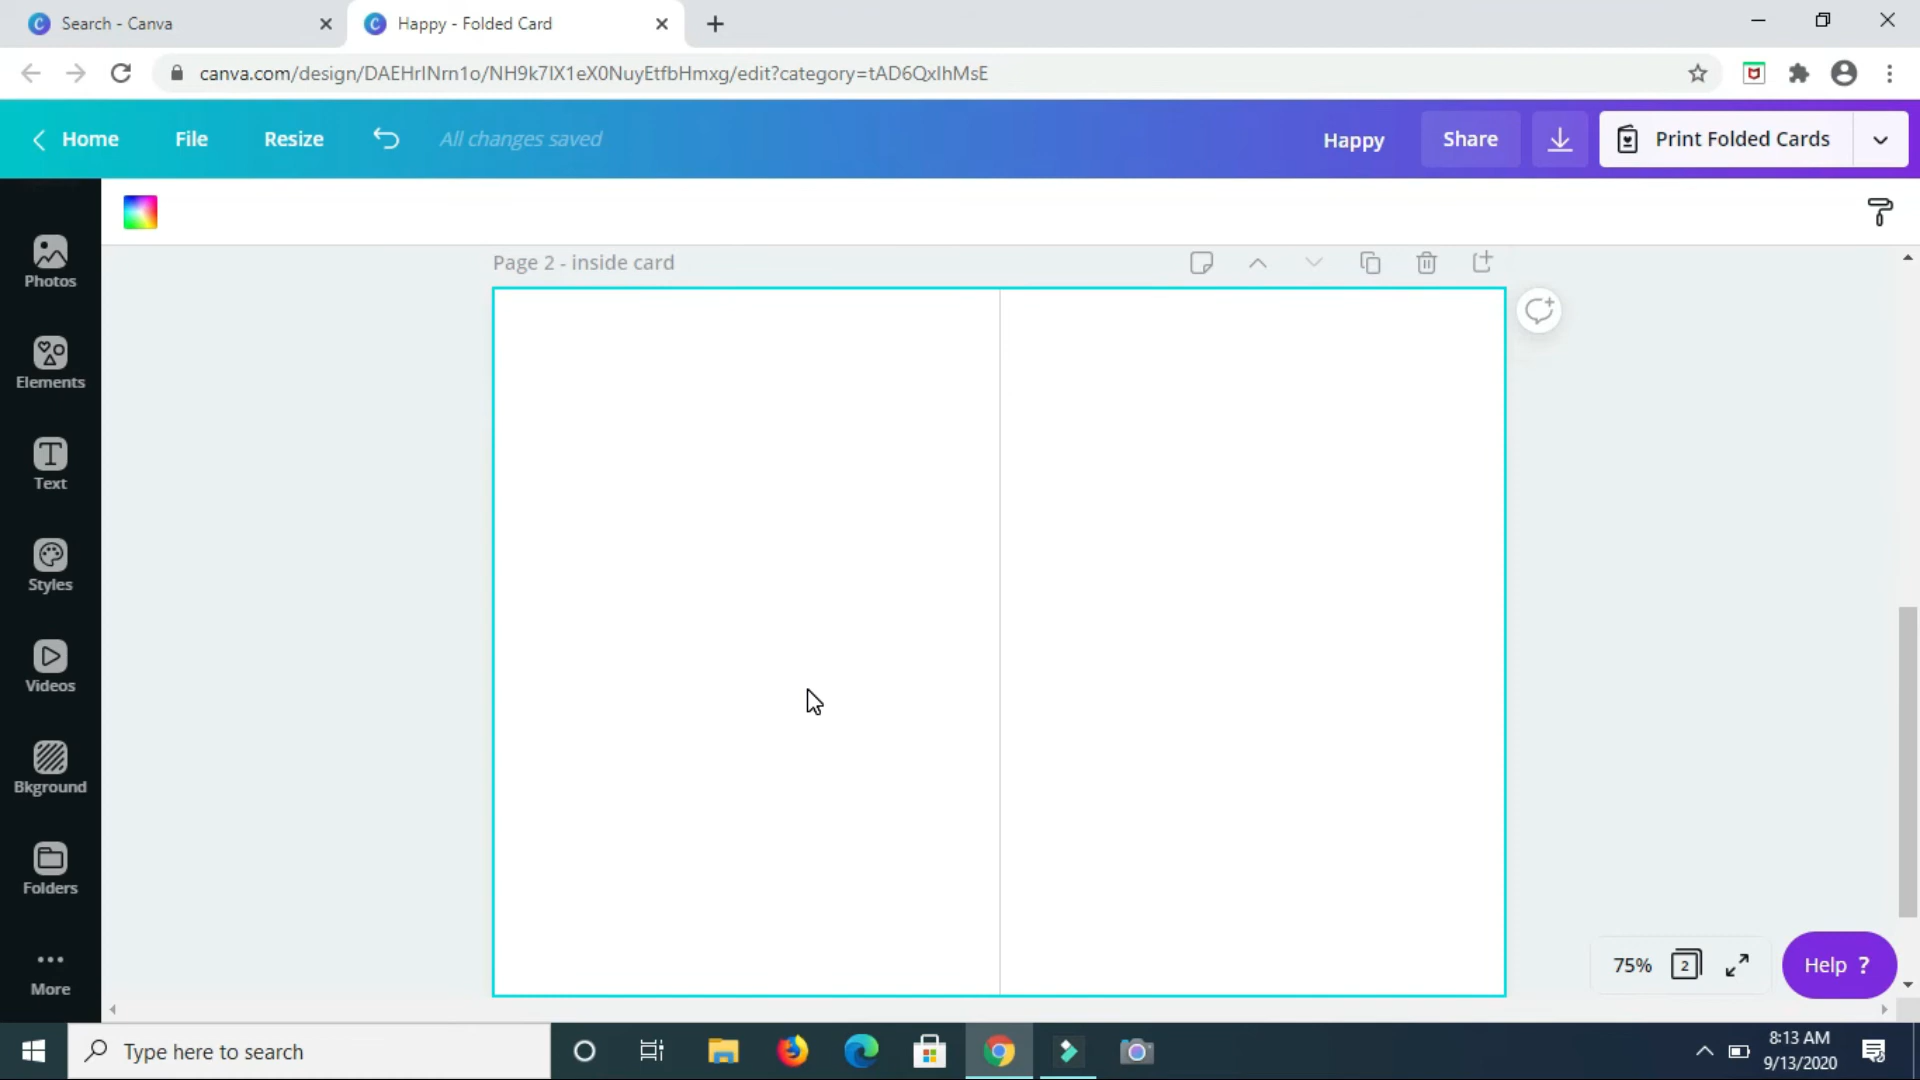 Search - Canva
Happy - Folded Card
canva.com/design/DAEHrINrn1o/NH9k7IX1eX0NuyEtfbHmxg/edit?category=tAD6QxIhMsE
Home
File
Resize
All changes saved
Happy
Share
Print Folded Cards
Photos
Elements
Text
Styles
Videos
Bkground
Folders
More
Page 2 - inside card
75%
2
Help ?
Type here to search
8:13 AM
9/13/2020